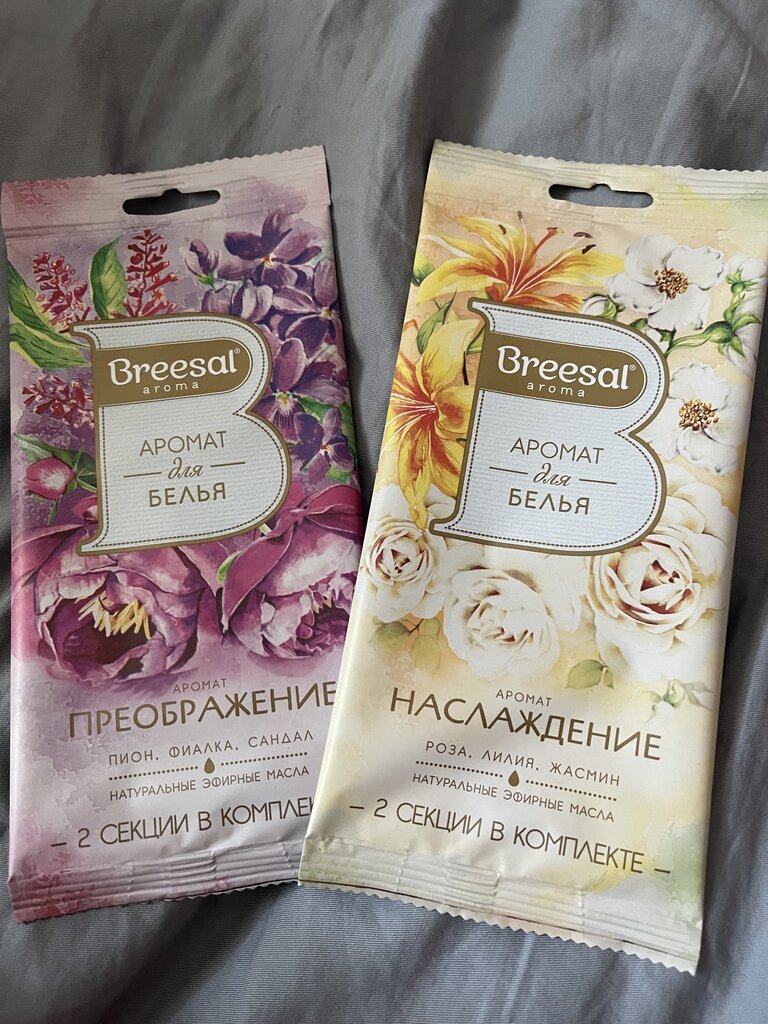 Breesal®
aroma
АРОМАТ
для
БЕЛЬЯ
АРОМАТ
ПРЕОБРАЖЕНИЕ
ПИОН, ФИАЛКА, САНДАЛ
НАТУРАЛЬНЫЕ ЭФИРНЫЕ МАСЛА
– 2 СЕКЦИИ В КОМПЛЕК
Breesal®
aroma
АРОМАТ
для
БЕЛЬЯ
АРОМАТ
НАСЛАЖДЕНИЕ
РОЗА, ЛИЛИЯ, ЖАСМИН
НАТУРАЛЬНЫЕ ЭФИРНЫЕ МАСЛА
– 2 СЕКЦИИ В КОМПЛЕКТЕ –